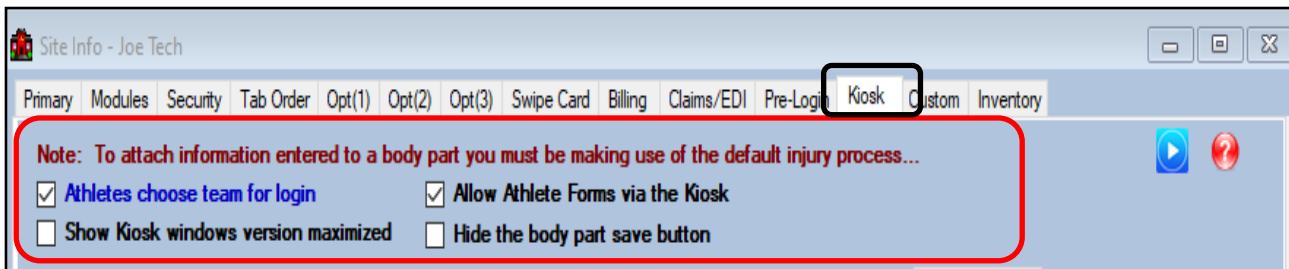 Site Info - Joe Tech
Primary Modules Security Tab Order Opt(1) Opt(2) Opt(3) Swipe Card Billing Claims/EDI Pre-Login Kiosk Custom Inventory
Note: To attach information entered to a body part you must be making use of the default injury process...
Athletes choose team for login Allow Athlete Forms via the Kiosk
Show Kiosk windows version maximized Hide the body part save button